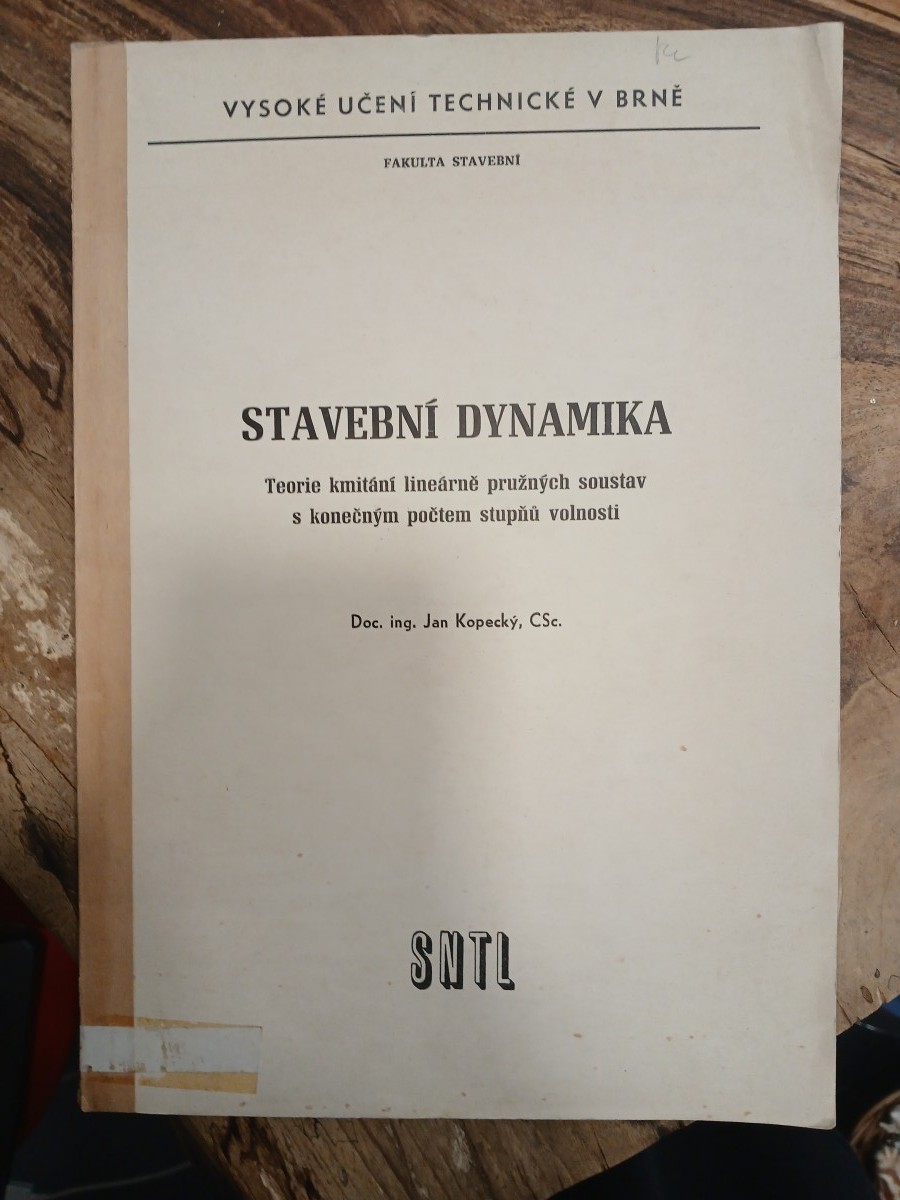 VYSOKÉ UČENÍ TECHNICKÉ V BRNĚ
FAKULTA STAVEBNÍ
STAVEBNÍ DYNAMIKA
Teorie kmitání lineárně pružných soustav
s konečným počtem stupňů volnosti
Doc. ing. Jan Kopecký, CSc.
SNTL